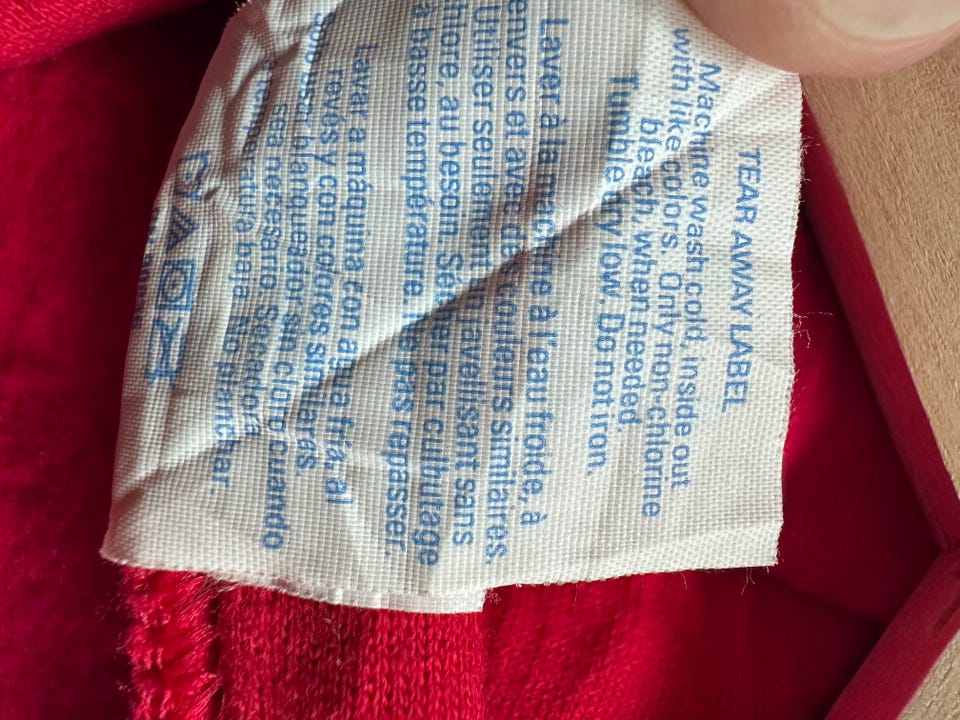 TEAR AWAY LABEL
Machine wash cold, inside out
with like colors. Only non-chlorine
bleach, when needed.
Tumble dry low. Do not iron.
Laver à la machine à l'eau froide, à
envers et avec des couleurs similaires.
Utiliser seulement un javellisant sans
chlore, au besoin. Sécher par culbutage
a basse température. Ne pas repasser.
Lavar a máquina con agua fría, al
revés y con colores similares.
blanqueador sin cloro cuando
sea necesario. Secadora
baja. No planchar.